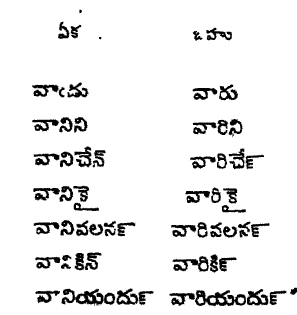 ఏక. బహు
వాఁడు వారు
వానిని వారిని
వానిచేన్ వారిచేన్
వానికై వారికై
వానివలనన్ వారివలనన్
వానికిన్ వారికిన్
వానియందున్ వారియందున్